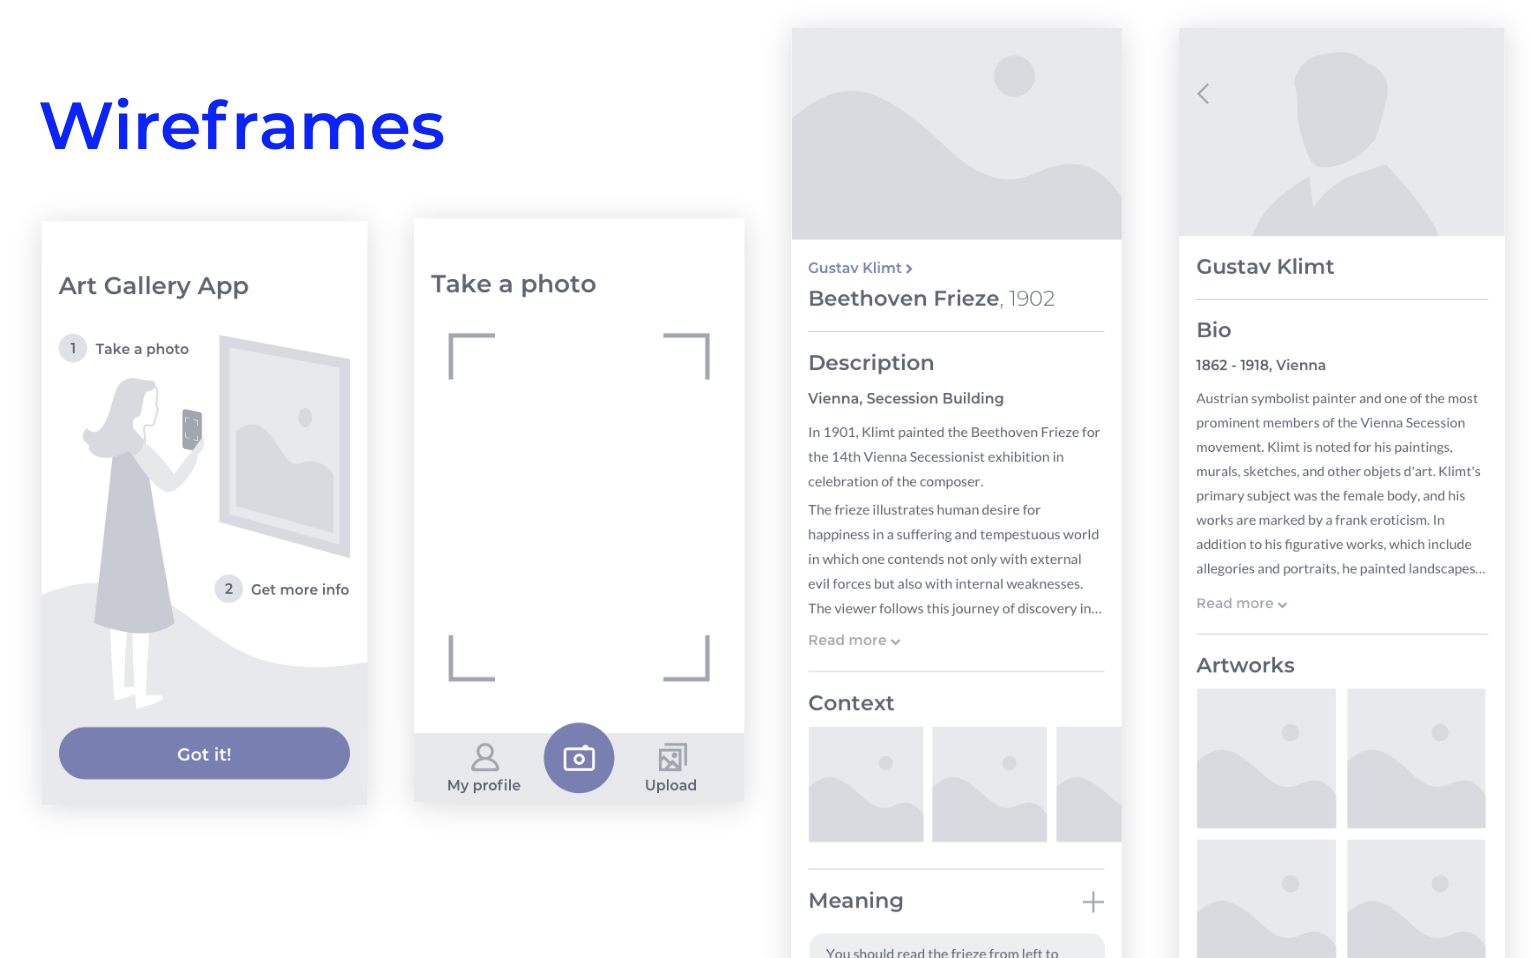 Wireframes
Art Gallery App
1 Take a photo
2 Get more info
Got it!
Take a photo
My profile
Upload
Gustav Klimt
Beethoven Frieze, 1902
Description
Vienna, Secession Building
In 1901, Klimt painted the Beethoven Frieze for
the 14th Vienna Secessionist exhibition in
celebration of the composer.
The frieze illustrates human desire for
happiness in a suffering and tempestuous world
in which one contends not only with external
evil forces but also with internal weaknesses.
The viewer follows this journey of discovery in...
Read more
Context
Meaning
You should read the frieze from left to
Gustav Klimt
Bio
1862 - 1918, Vienna
Austrian symbolist painter and one of the most
prominent members of the Vienna Secession
movement. Klimt is noted for his paintings,
murals, sketches, and other objets d'art. Klimt's
primary subject was the female body, and his
works are marked by a frank eroticism. In
addition to his figurative works, which include
allegories and portraits, he painted landscapes...
Read more
Artworks